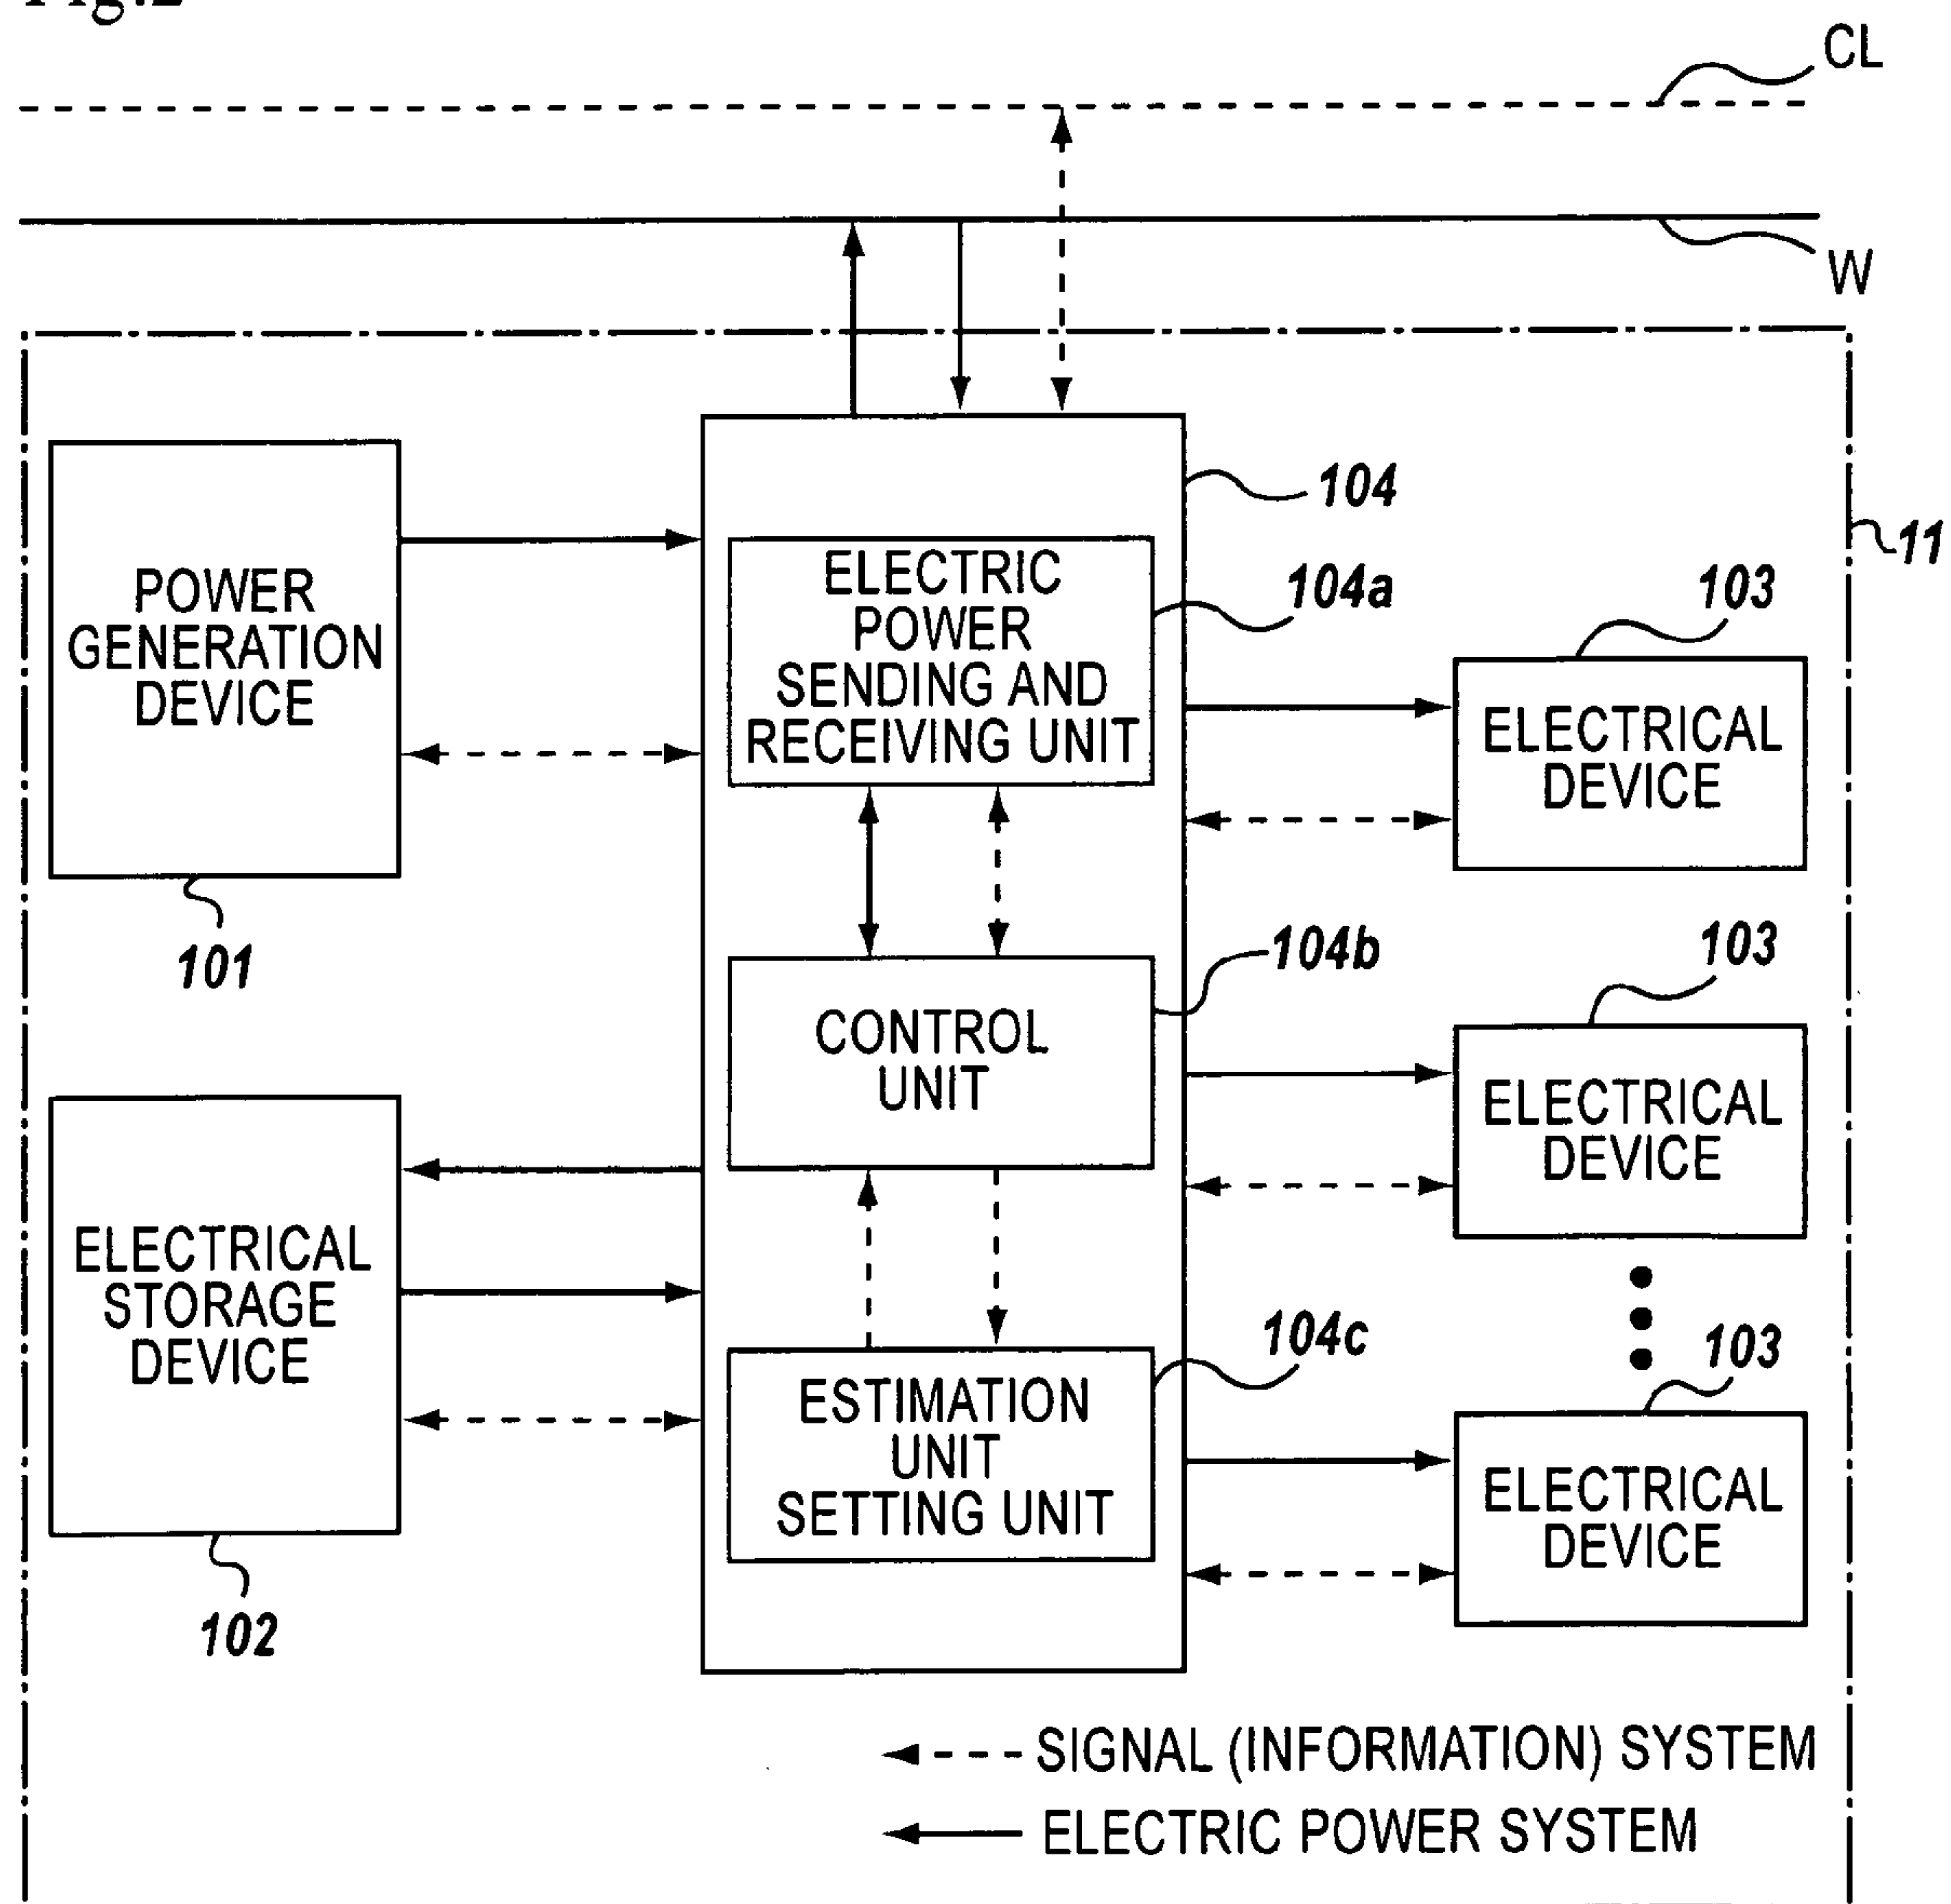 Fig.2
CL
W
104
11
ELECTRIC
POWER
SENDING AND
RECEIVING UNIT
104a
103
POWER
GENERATION
DEVICE
ELECTRICAL
DEVICE
101
104b
103
CONTROL
UNIT
ELECTRICAL
DEVICE
ELECTRICAL
STORAGE
DEVICE
104c
103
ESTIMATION
UNIT
SETTING UNIT
ELECTRICAL
DEVICE
102
SIGNAL (INFORMATION) SYSTEM
ELECTRIC POWER SYSTEM